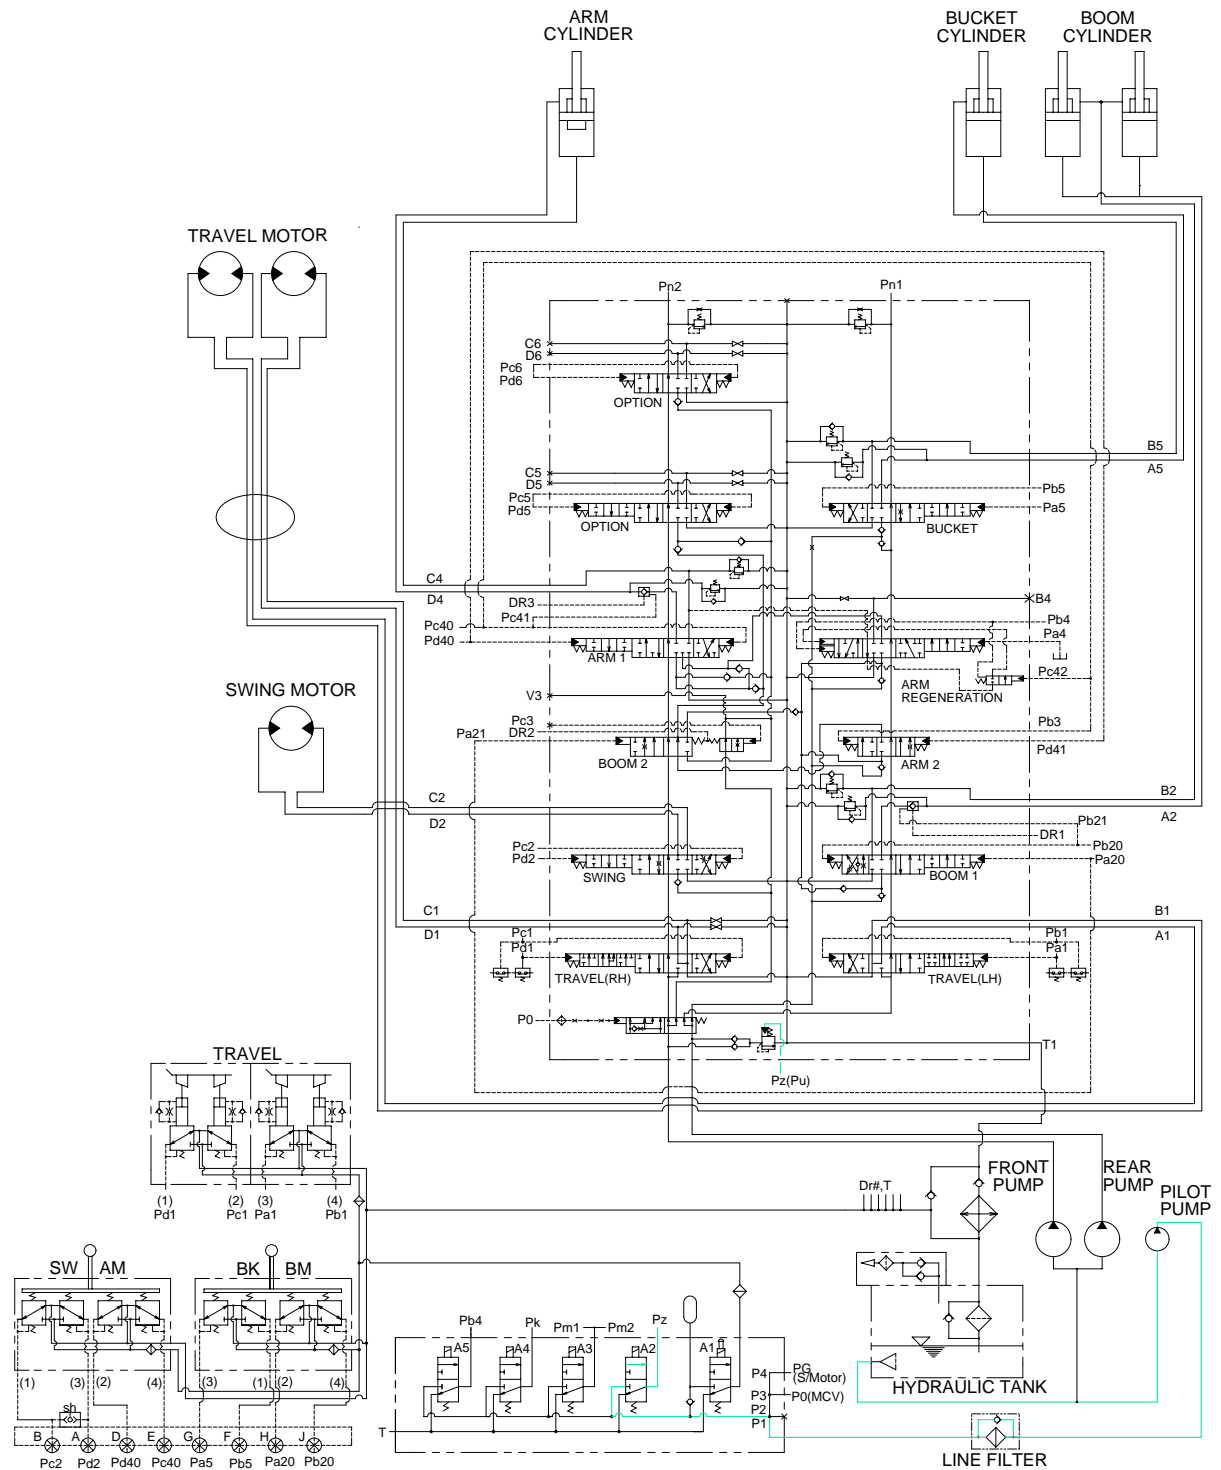 ARM
CYLINDER
BUCKET
CYLINDER
BOOM
CYLINDER
TRAVEL MOTOR
Pn2
Pn1
C6
D6
Pc6
Pd6
OPTION
B5
A5
C5
D5
Pc5
Pd5
OPTION
Pb5
Pa5
BUCKET
C4
D4
DR3
Pc41
Pc40
Pd40
ARM 1
B4
Pb4
Pa4
Pc42
ARM
REGENERATION
SWING MOTOR
V3
Pc3
DR2
Pa21
BOOM 2
Pb3
Pd41
ARM 2
C2
D2
B2
A2
Pb21
DR1
Pc2
Pd2
SWING
Pb20
Pa20
BOOM 1
C1
D1
B1
A1
Pc1
Pd1
TRAVEL(RH)
Pb1
Pa1
TRAVEL(LH)
P0
Pz(Pu)
T1
TRAVEL
(1)
Pd1
(2)
Pc1
(3)
Pa1
(4)
Pb1
Dr#,T
FRONT
PUMP
REAR
PUMP
PILOT
PUMP
SW
AM
BK
BM
(1)
(3)
(2)
(4)
(3)
(1)
(2)
(4)
sh
B
A
D
E
G
F
H
J
Pc2
Pd2
Pd40
Pc40
Pa5
Pb5
Pa20
Pb20
Pb4
Pk
Pm1
Pm2
Pz
A5
A4
A3
A2
A1
T
P4
P3
P2
P1
PG
(S/Motor)
P0(MCV)
HYDRAULIC TANK
LINE FILTER